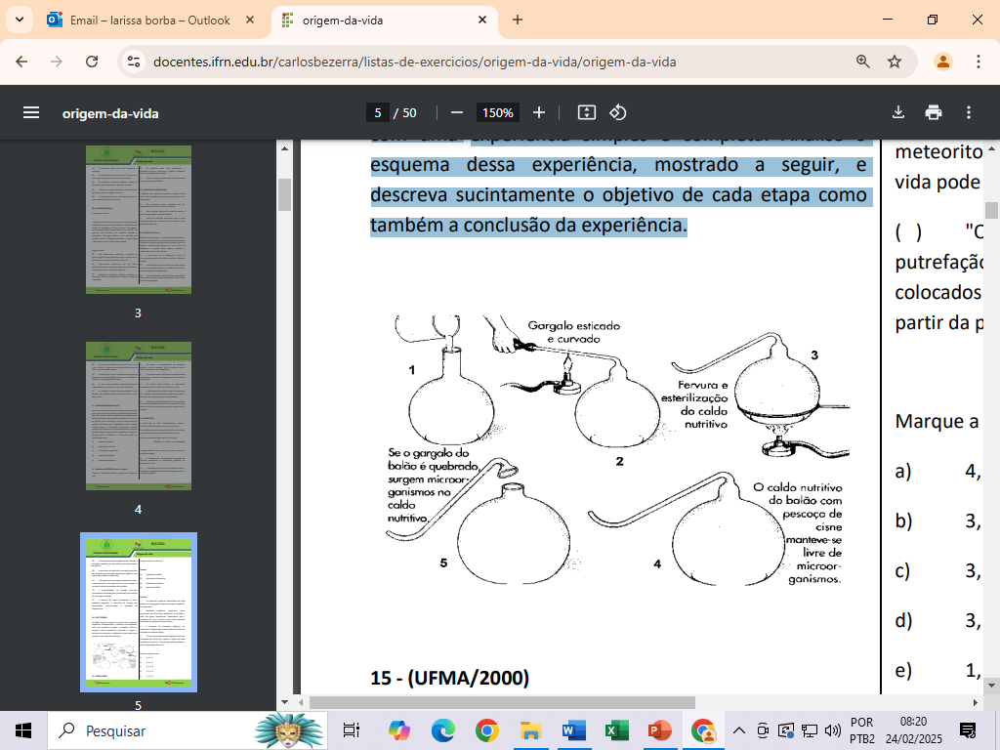 Email – larissa borba – Outlook
origem-da-vida
docentes.ifrn.edu.br/carlosbezerra/listas-de-exercicios/origem-da-vida/origem-da-vida
origem-da-vida
5 / 50
150%
3
4
5
esquema dessa experiência, mostrado a seguir, e
descreva sucintamente o objetivo de cada etapa como
também a conclusão da experiência.
Gargalo esticado
e curvado
1
2
3
Fervura e
esterilização
do caldo
nutritivo
Se o gargalo do
balão é quebrado,
surgem microor-
ganismos no
caldo
nutritivo.
5
4
O caldo nutritivo
do balão com
pescoço de
cisne
manteve-se
livre de
microor-
ganismos.
15 - (UFMA/2000)
meteorito
vida pode
( ) "C
putrefação
colocados
partir da p
Marque a
a) 4,
b) 3,
c) 3,
d) 3,
e) 1,
Pesquisar
POR
PTB2
08:20
24/02/2025